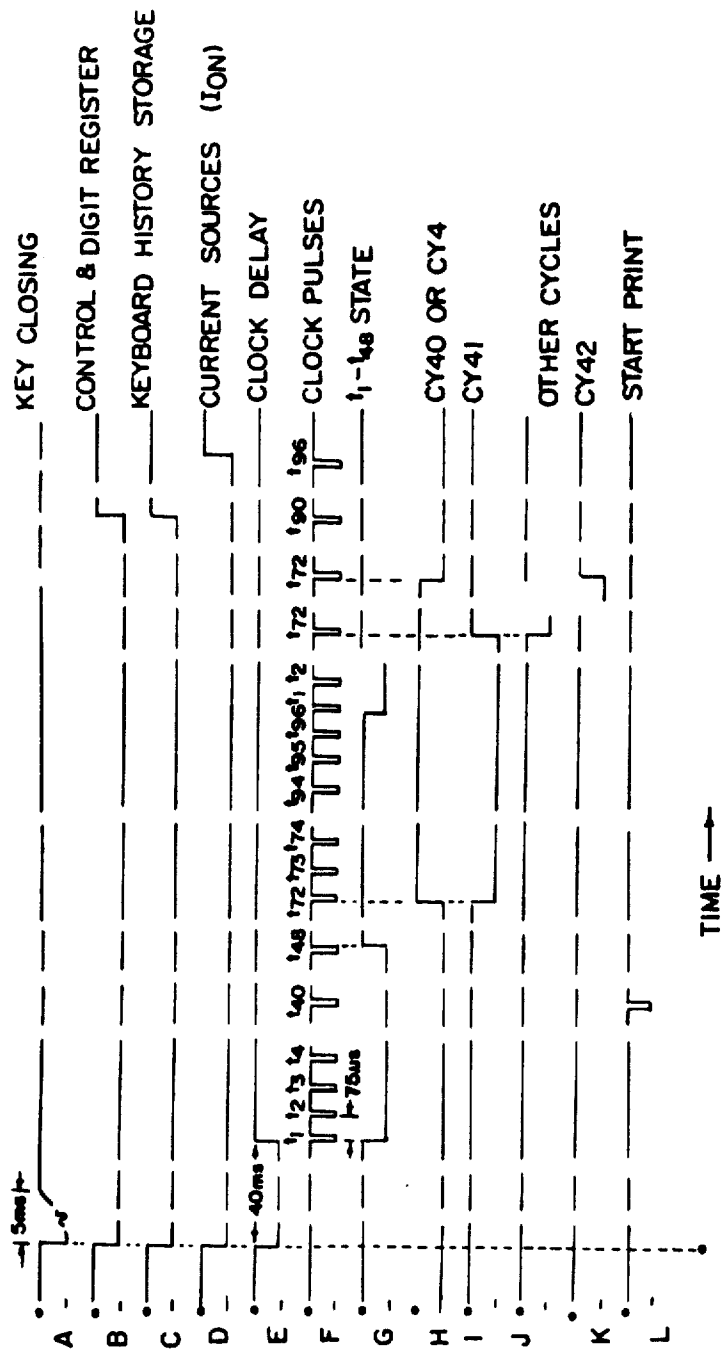 A KEY CLOSING
5ms
B CONTROL & DIGIT REGISTER
C KEYBOARD HISTORY STORAGE
D CURRENT SOURCES (ION)
E CLOCK DELAY
40ms
t1 t2 t3 t4 t40 t48 t72 t73 t74 t94 t95 t96 t1 t2 t72 t72 t90 t96
F CLOCK PULSES
75us
G t1-t48 STATE
H CY40 OR CY4
I CY41
J OTHER CYCLES
K CY42
L START PRINT
TIME